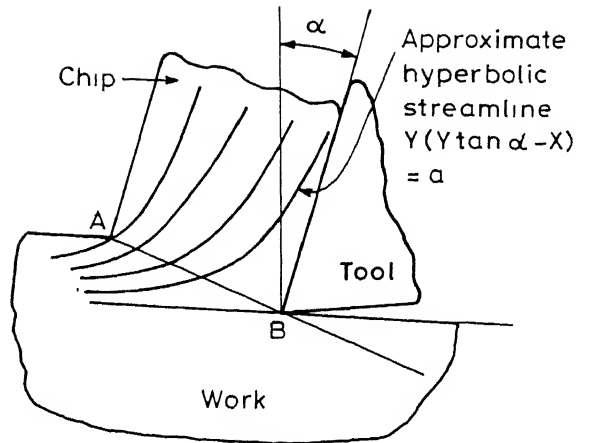 α
Approximate
hyperbolic
streamline
Y(Y tan α - X)
= a
Chip
A
Tool
B
Work